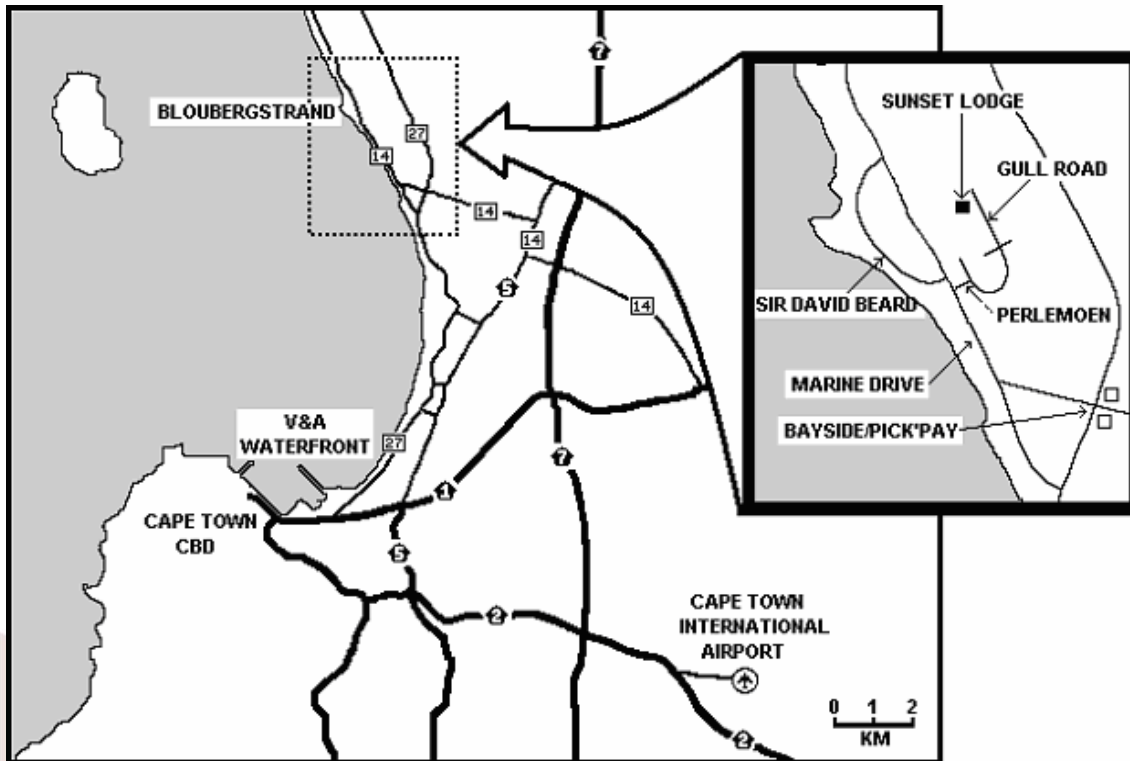 7
BLOUBERGSTRAND
27
14
14
14
5
14
V&A
WATERFRONT
27
7
1
CAPE TOWN
CBD
5
2
CAPE TOWN
INTERNATIONAL
AIRPORT
2
0 1 2
KM
SUNSET LODGE
GULL ROAD
SIR DAVID BEARD
PERLEMOEN
MARINE DRIVE
BAYSIDE/PICK'PAY